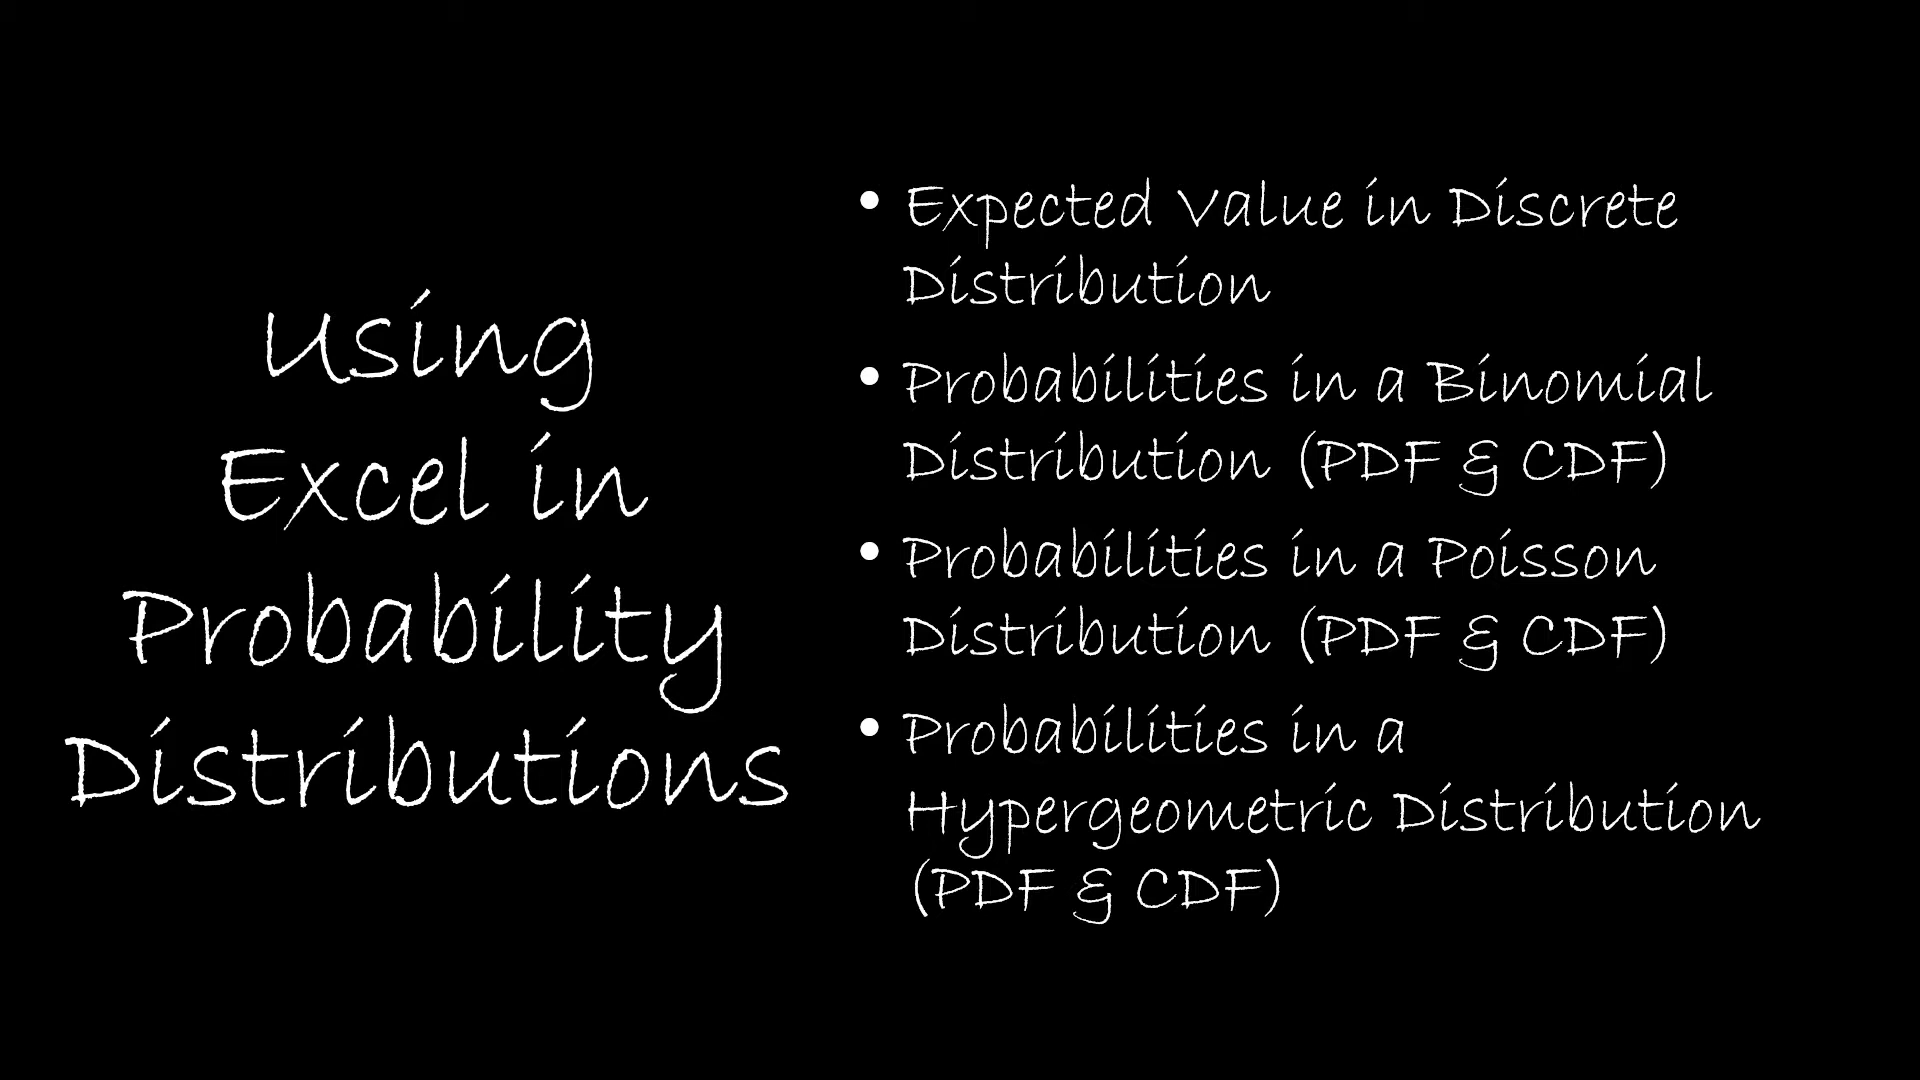 Using
Excel in
Probability
Distributions
• Expected Value in Discrete
Distribution
• Probabilities in a Binomial
Distribution (PDF & CDF)
• Probabilities in a Poisson
Distribution (PDF & CDF)
• Probabilities in a
Hypergeometric Distribution
(PDF & CDF)